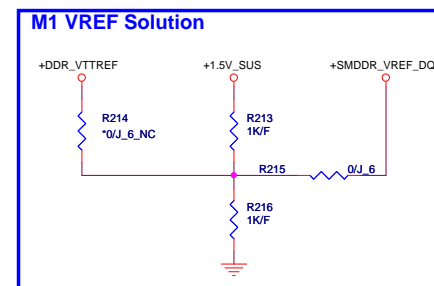 M1 VREF Solution
+DDR_VTTREF +1.5V_SUS +SMDDR_VREF_DQ
R214
*0/J_6_NC
R213
1K/F
R215 0/J_6
R216
1K/F